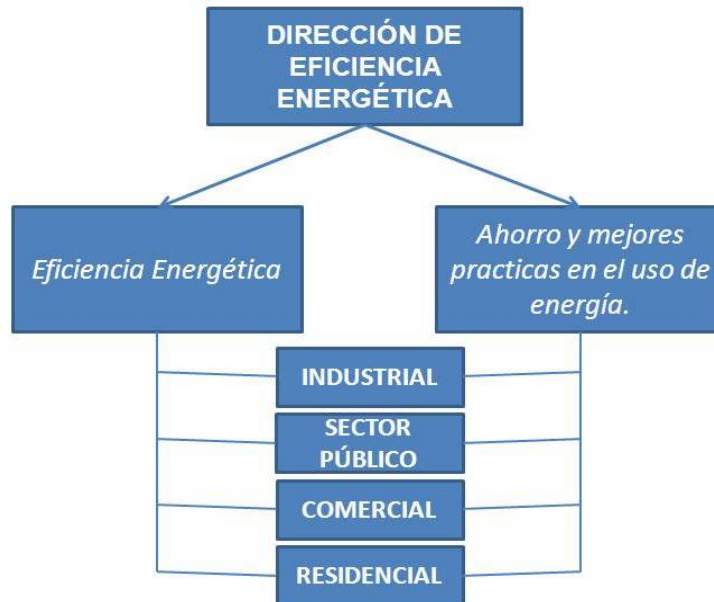 DIRECCIÓN DE
EFICIENCIA
ENERGÉTICA
Eficiencia Energética
Ahorro y mejores
practicas en el uso de
energía.
INDUSTRIAL
SECTOR
PÚBLICO
COMERCIAL
RESIDENCIAL